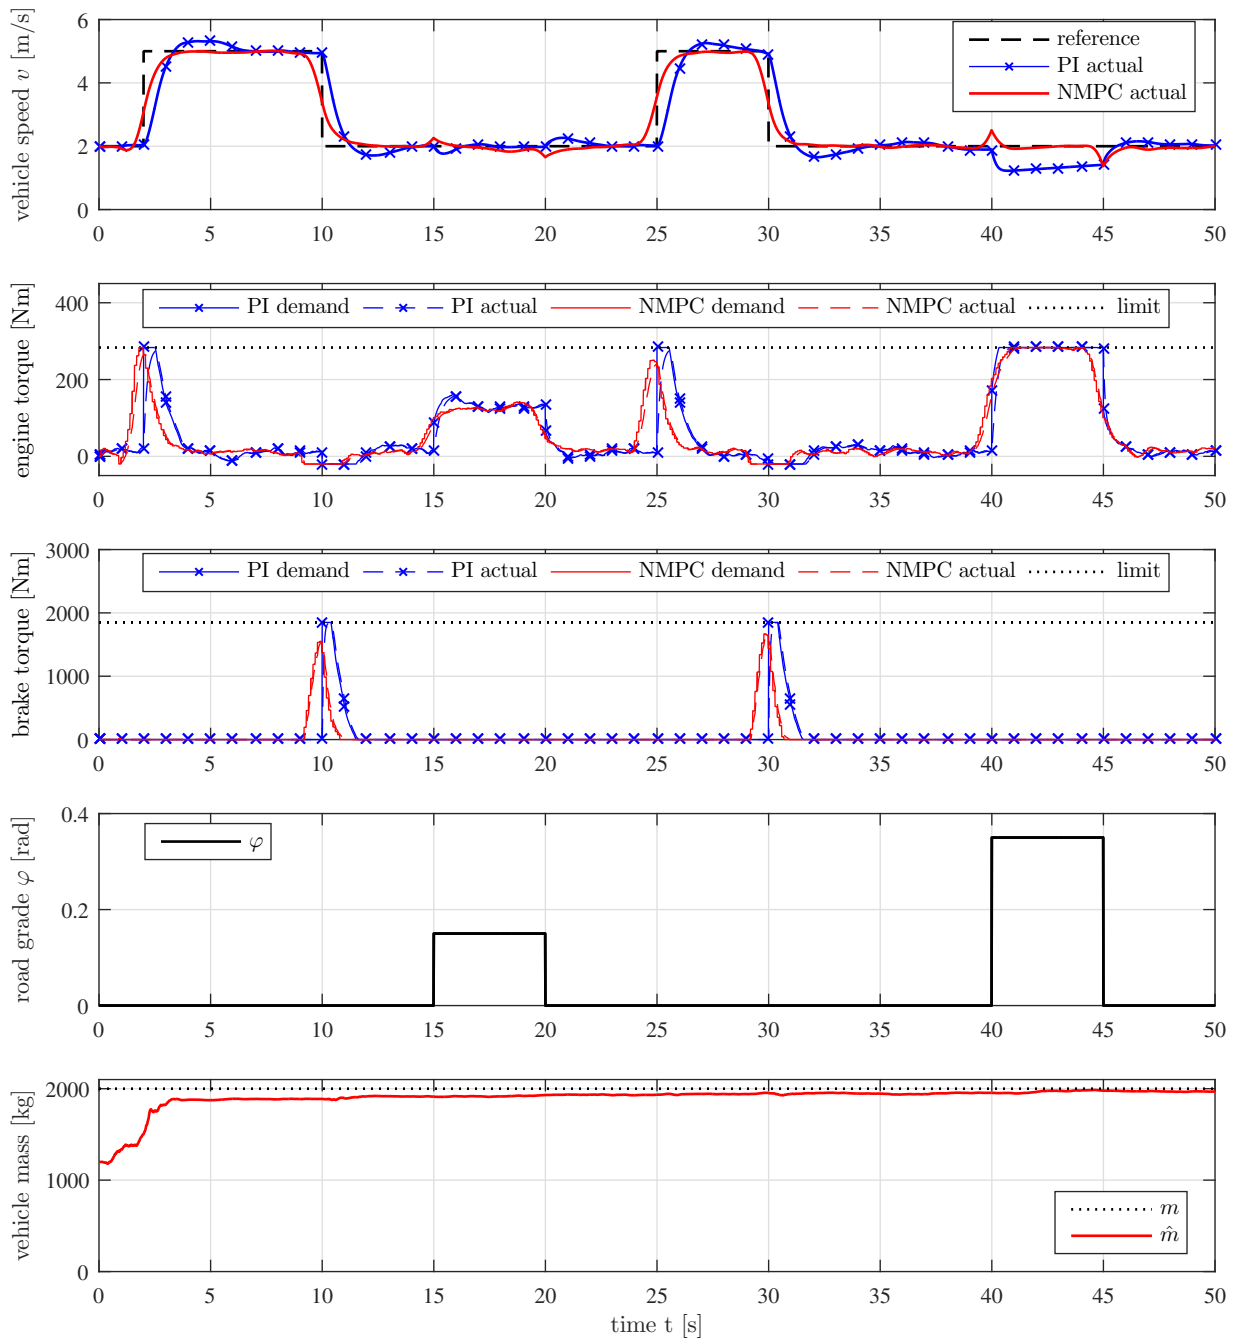 vehicle speed v [m/s]
6
4
2
0
reference
PI actual
NMPC actual
0 5 10 15 20 25 30 35 40 45 50
engine torque [Nm]
400
200
0
PI demand PI actual NMPC demand NMPC actual limit
0 5 10 15 20 25 30 35 40 45 50
brake torque [Nm]
3000
2000
1000
0
PI demand PI actual NMPC demand NMPC actual limit
0 5 10 15 20 25 30 35 40 45 50
road grade φ [rad]
0.4
0.2
0
φ
0 5 10 15 20 25 30 35 40 45 50
vehicle mass [kg]
2000
1000
0
m
m̂
0 5 10 15 20 25 30 35 40 45 50
time t [s]